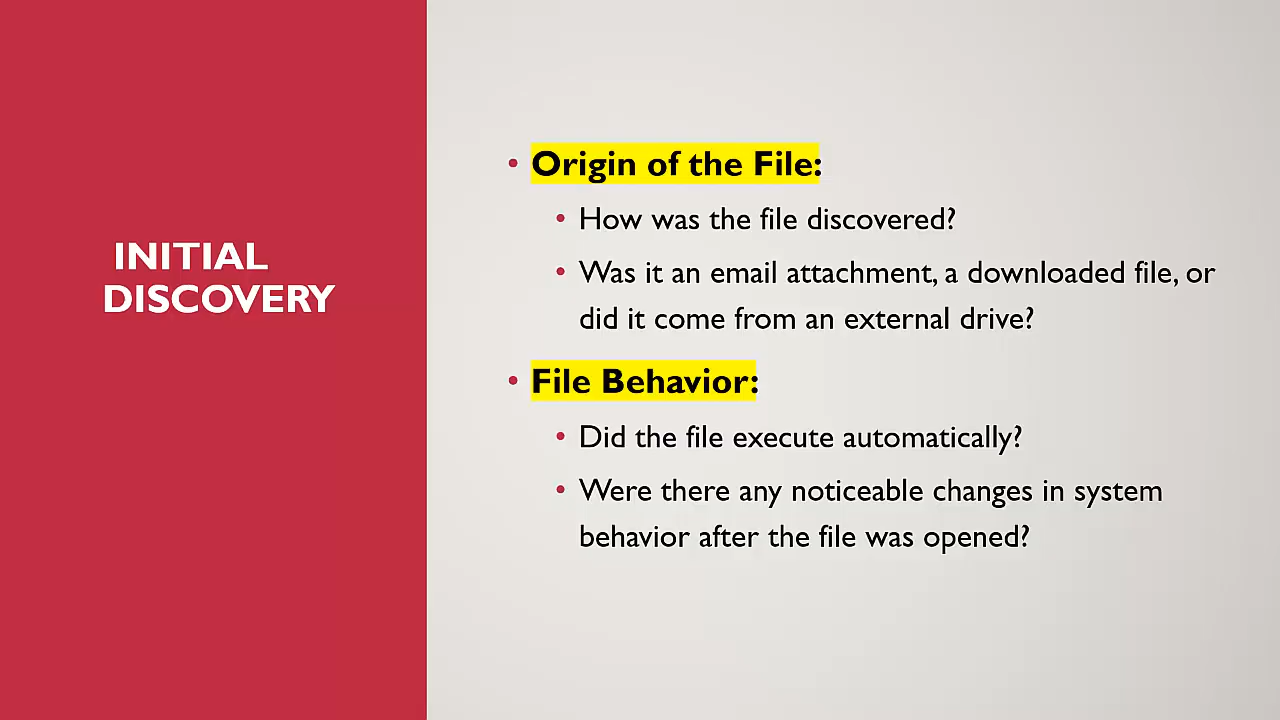 INITIAL
DISCOVERY
• Origin of the File:
• How was the file discovered?
• Was it an email attachment, a downloaded file, or
did it come from an external drive?
• File Behavior:
• Did the file execute automatically?
• Were there any noticeable changes in system
behavior after the file was opened?